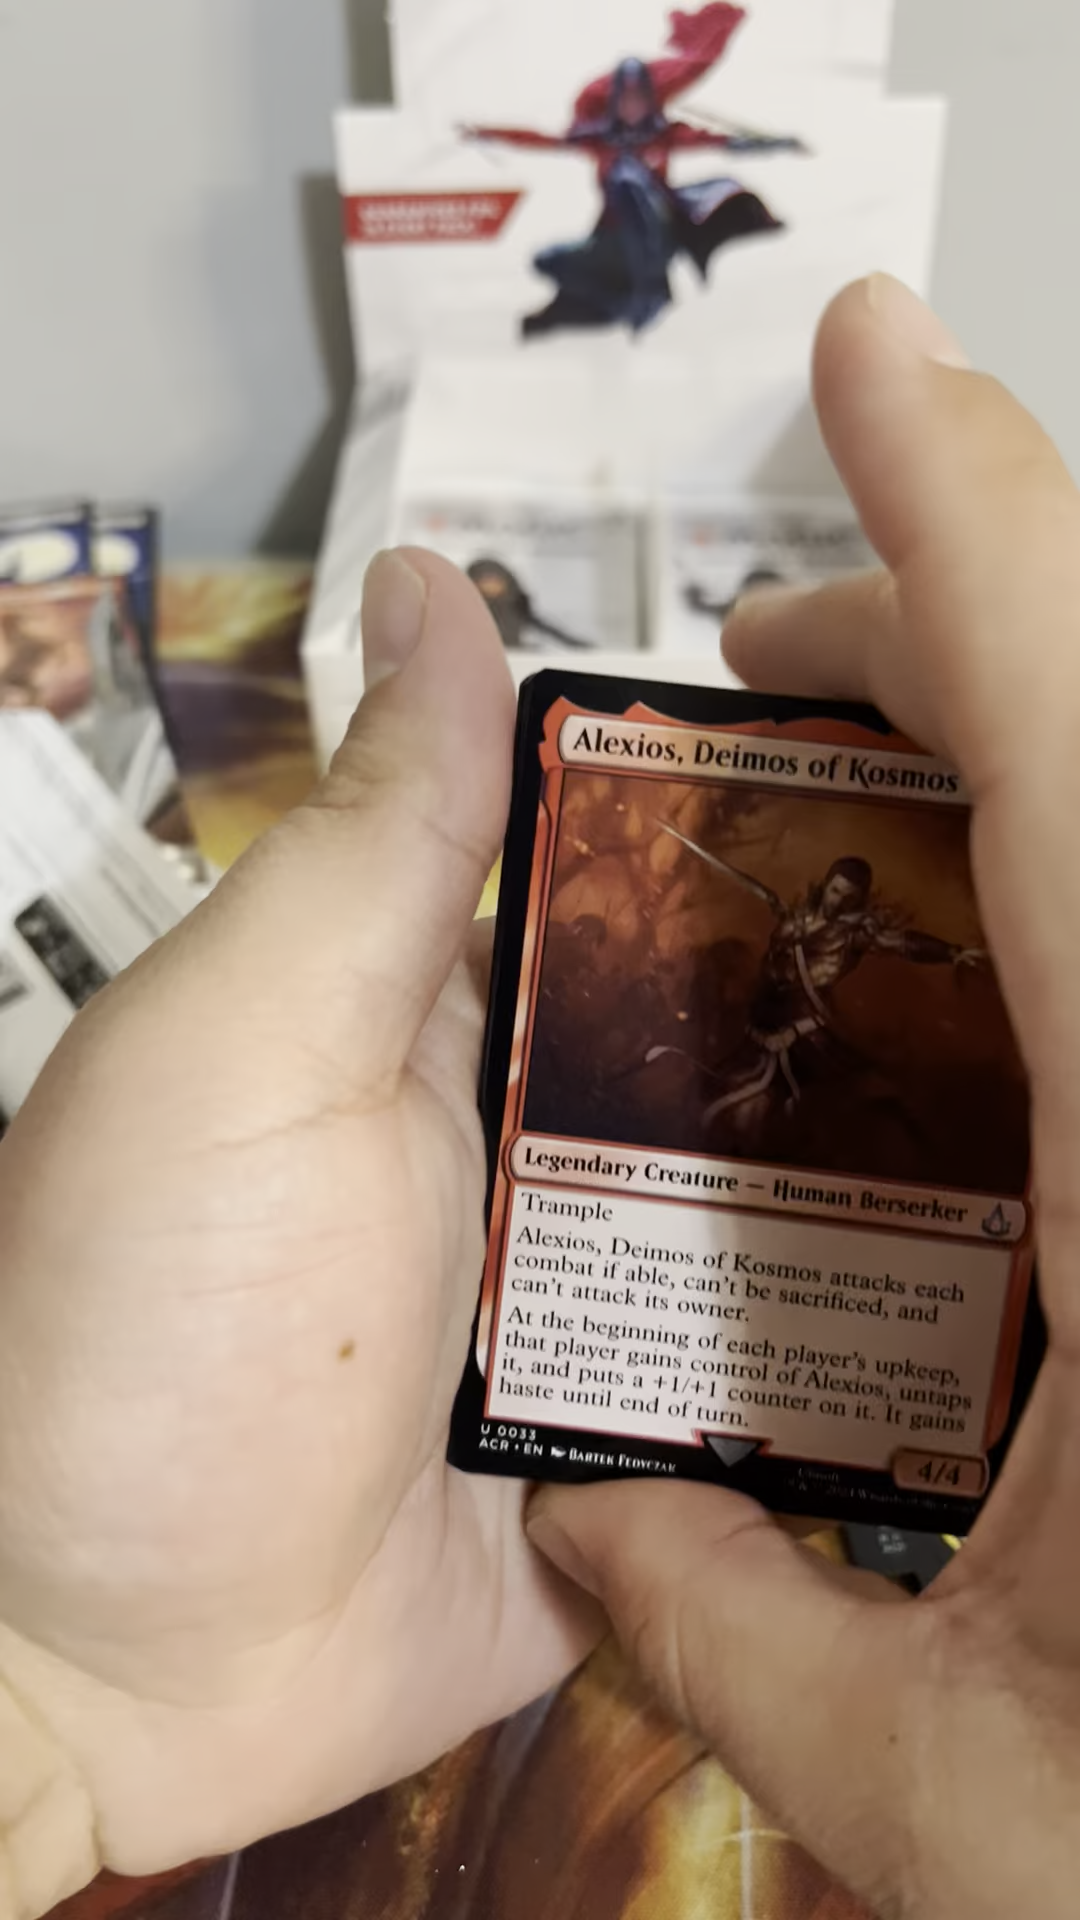 Alexios, Deimos of Kosmos
Legendary Creature — Human Berserker
Trample
Alexios, Deimos of Kosmos attacks each
combat if able, can't be sacrificed, and
can't attack its owner.
At the beginning of each player's upkeep,
that player gains control of Alexios, untaps
it, and puts a +1/+1 counter on it. It gains
haste until end of turn.
U 0033
ACR • EN BARTEK FEDYCZAK
4/4